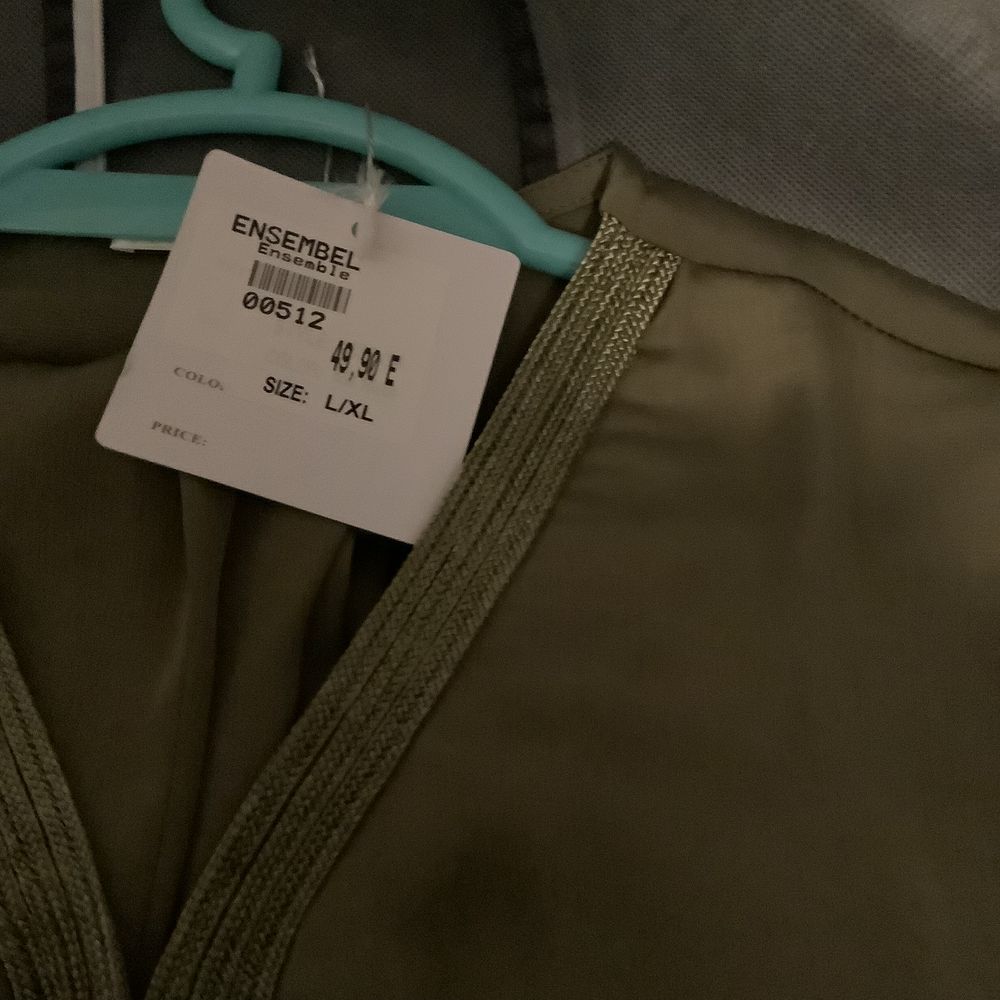 ENSEMBEL
Ensemble
00512
49,90 E
COLO.
SIZE: L/XL
PRICE: